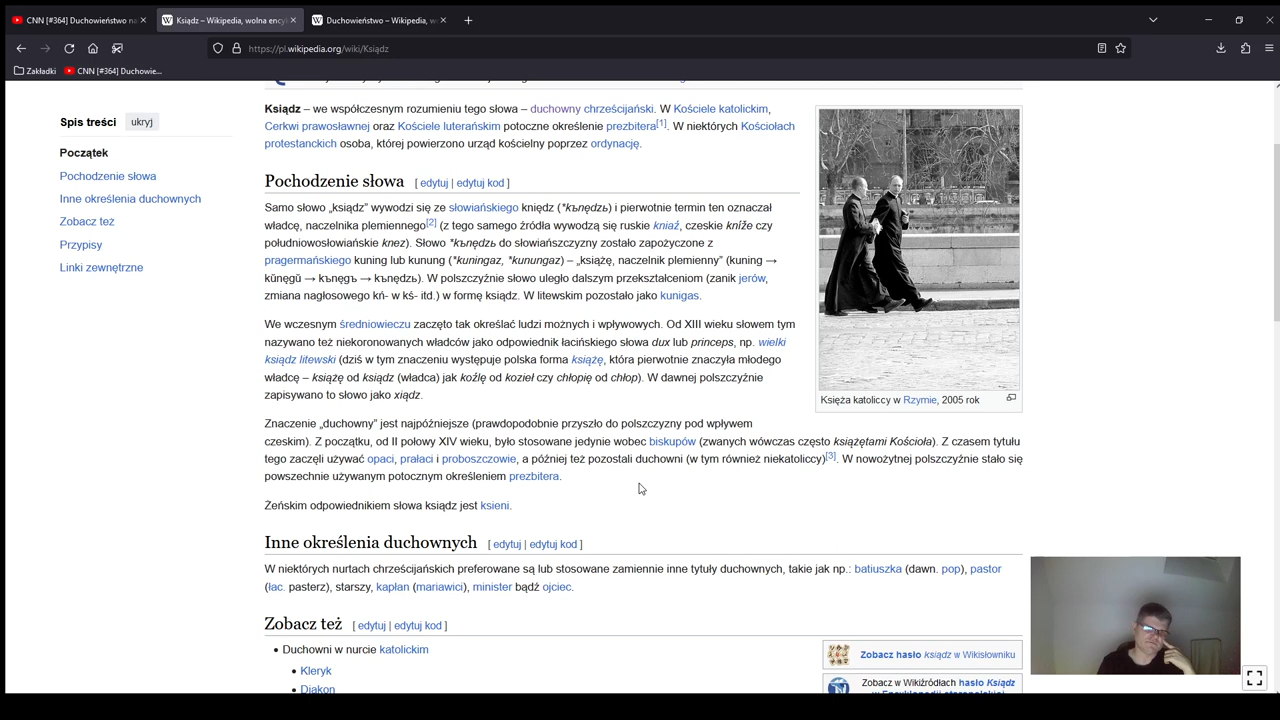 CNN [#364] Duchowieństwo na
Ksiądz – Wikipedia, wolna ency
Duchowieństwo – Wikipedia, w
https://pl.wikipedia.org/wiki/Ksiądz
Zakładki
CNN [#364] Duchowie...
Spis treści
ukryj
Początek
Pochodzenie słowa
Inne określenia duchownych
Zobacz też
Przypisy
Linki zewnętrzne
Ksiądz – we współczesnym rozumieniu tego słowa – duchowny chrześcijański. W Kościele katolickim,
Cerkwi prawosławnej oraz Kościele luterańskim potoczne określenie prezbitera[1]. W niektórych Kościołach
protestanckich osoba, której powierzono urząd kościelny poprzez ordynację.
Pochodzenie słowa [ edytuj | edytuj kod ]
Samo słowo „ksiądz” wywodzi się ze słowiańskiego kniędz (*kъnędzь) i pierwotnie termin ten oznaczał
władcę, naczelnika plemiennego[2] (z tego samego źródła wywodzą się ruskie kniaź, czeskie kníže czy
południowosłowiańskie knez). Słowo *kъnędzь do słowiańszczyzny zostało zapożyczone z
pragermańskiego kuning lub kunung (*kuningaz, *kunungaz) – „książę, naczelnik plemienny” (kuning →
kūnęgŭ → kъnęgъ → kъnędzь). W polszczyźnie słowo uległo dalszym przekształceniom (zanik jerów,
zmiana nagłosowego kń- w kś- itd.) w formę ksiądz. W litewskim pozostało jako kunigas.
We wczesnym średniowieczu zaczęto tak określać ludzi możnych i wpływowych. Od XIII wieku słowem tym
nazywano też niekoronowanych władców jako odpowiednik łacińskiego słowa dux lub princeps, np. wielki
ksiądz litewski (dziś w tym znaczeniu występuje polska forma książę, która pierwotnie znaczyła młodego
władcę – książę od ksiądz (władca) jak koźlę od kozieł czy chłopię od chłop). W dawnej polszczyźnie
zapisywano to słowo jako xiądz.
Znaczenie „duchowny” jest najpóźniejsze (prawdopodobnie przyszło do polszczyzny pod wpływem
czeskim). Z początku, od II połowy XIV wieku, było stosowane jedynie wobec biskupów (zwanych wówczas często książętami Kościoła). Z czasem tytułu
tego zaczęli używać opaci, prałaci i proboszczowie, a później też pozostali duchowni (w tym również niekatoliccy)[3]. W nowożytnej polszczyźnie stało się
powszechnie używanym potocznym określeniem prezbitera.
Żeńskim odpowiednikiem słowa ksiądz jest ksieni.
Księża katoliccy w Rzymie, 2005 rok
Inne określenia duchownych [ edytuj | edytuj kod ]
W niektórych nurtach chrześcijańskich preferowane są lub stosowane zamiennie inne tytuły duchownych, takie jak np.: batiuszka (dawn. pop), pastor
(łac. pasterz), starszy, kapłan (mariawici), minister bądź ojciec.
Zobacz też [ edytuj | edytuj kod ]
• Duchowni w nurcie katolickim
• Kleryk
• Diakon
Zobacz hasło ksiądz w Wikisłowniku
Zobacz w Wikiźródłach hasło Ksiądz
w Encyklopedii staropolskiej